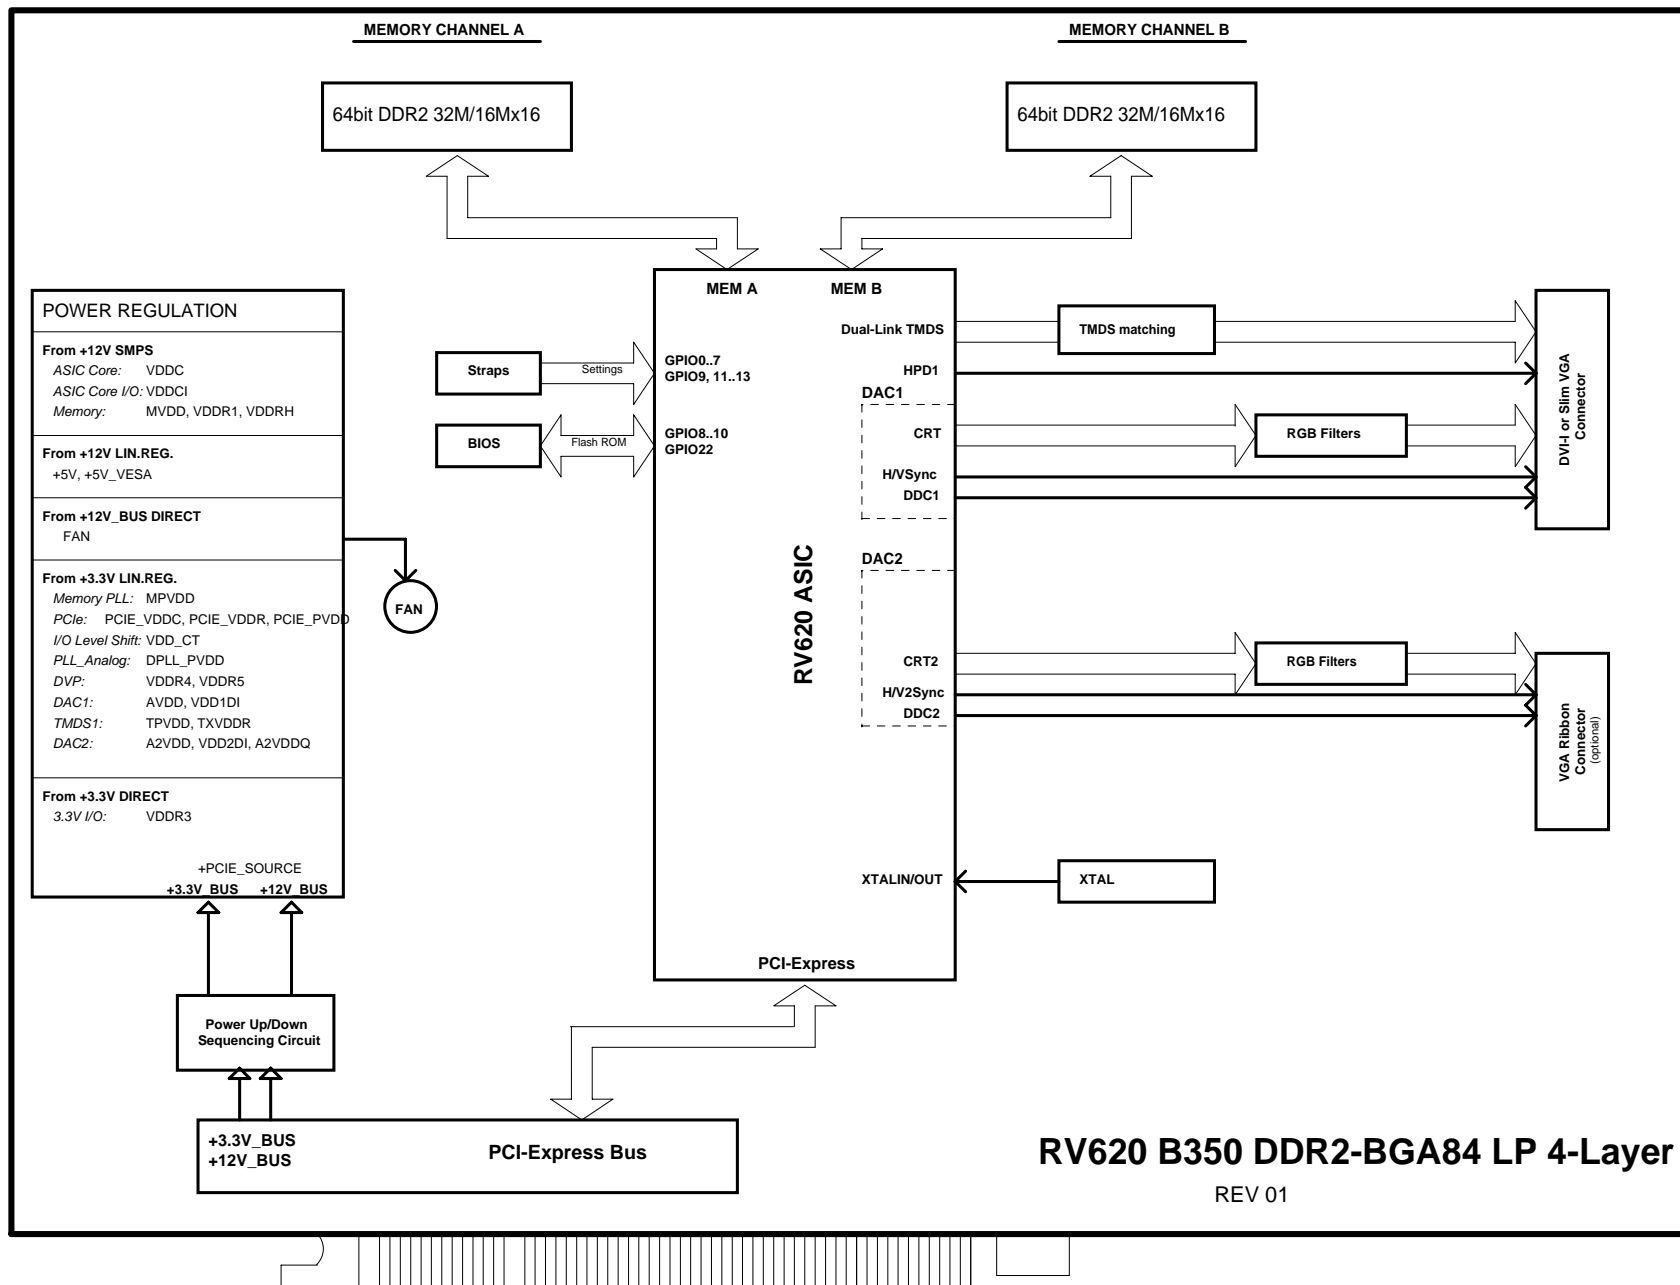 MEMORY CHANNEL A
MEMORY CHANNEL B
64bit DDR2 32M/16Mx16
64bit DDR2 32M/16Mx16
POWER REGULATION
From +12V SMPS
ASIC Core: VDDC
ASIC Core I/O: VDDCI
Memory: MVDD, VDDR1, VDDRH
From +12V LIN.REG.
+5V, +5V_VESA
From +12V_BUS DIRECT
FAN
From +3.3V LIN.REG.
Memory PLL: MPVDD
PCIe: PCIE_VDDC, PCIE_VDDR, PCIE_PVDD
I/O Level Shift: VDD_CT
PLL_Analog: DPLL_PVDD
DVP: VDDR4, VDDR5
DAC1: AVDD, VDD1DI
TMDS1: TPVDD, TXVDDR
DAC2: A2VDD, VDD2DI, A2VDDQ
From +3.3V DIRECT
3.3V I/O: VDDR3
+PCIE_SOURCE
+3.3V_BUS +12V_BUS
FAN
Power Up/Down
Sequencing Circuit
+3.3V_BUS
+12V_BUS
PCI-Express Bus
Straps
Settings
BIOS
Flash ROM
MEM A
MEM B
GPIO0..7
GPIO9, 11..13
GPIO8..10
GPIO22
RV620 ASIC
Dual-Link TMDS
HPD1
DAC1
CRT
H/VSync
DDC1
DAC2
CRT2
H/V2Sync
DDC2
XTALIN/OUT
PCI-Express
TMDS matching
RGB Filters
RGB Filters
XTAL
DVI-I or Slim VGA
Connector
VGA Ribbon
Connector
(optional)
RV620 B350 DDR2-BGA84 LP 4-Layer
REV 01